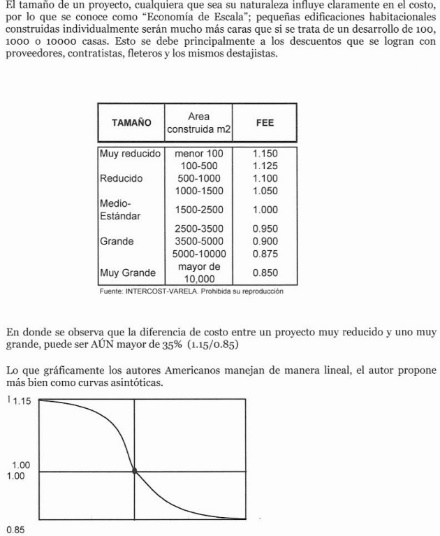 El tamaño de un proyecto, cualquiera que sea su naturaleza influye claramente en el costo,
por lo que se conoce como "Economía de Escala"; pequeñas edificaciones habitacionales
construidas individualmente serán mucho más caras que si se trata de un desarrollo de 100,
1000 o 10000 casas. Esto se debe principalmente a los descuentos que se logran con
proveedores, contratistas, fleteros y los mismos destajistas.
TAMAÑO Area construida m2 FEE
Muy reducido menor 100 1.150
100-500 1.125
Reducido 500-1000 1.100
1000-1500 1.050
Medio-
Estándar 1500-2500 1.000
2500-3500 0.950
Grande 3500-5000 0.900
5000-10000 0.875
Muy Grande mayor de 10,000 0.850
Fuente: INTERCOST-VARELA. Prohibida su reproducción
En donde se observa que la diferencia de costo entre un proyecto muy reducido y uno muy
grande, puede ser AÚN mayor de 35% (1.15/0.85)
Lo que gráficamente los autores Americanos manejan de manera lineal, el autor propone
más bien como curvas asintóticas.
1.15
1.00
1.00
0.85